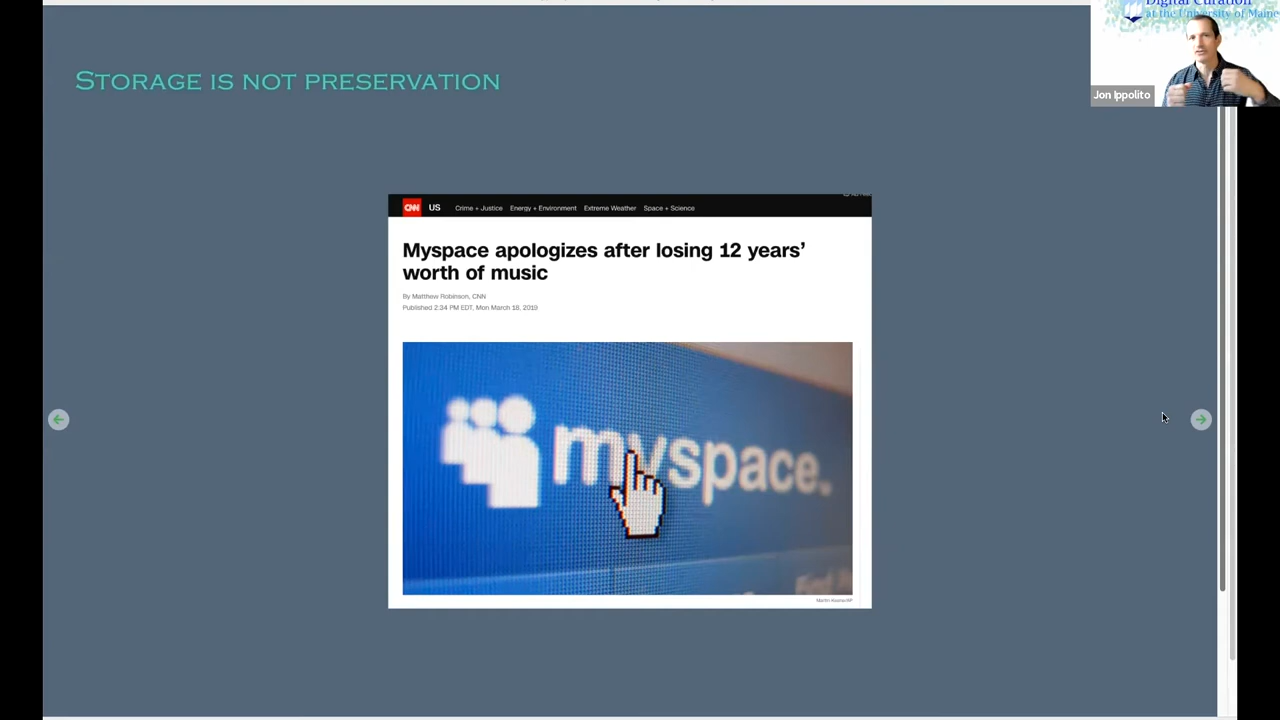 Digital Curation
at the University of Maine
STORAGE IS NOT PRESERVATION
Jon Ippolito
CNN US Crime + Justice Energy + Environment Extreme Weather Space + Science
Myspace apologizes after losing 12 years’
worth of music
By Matthew Robinson, CNN
Published 2:34 PM EDT, Mon March 18, 2019
myspace.